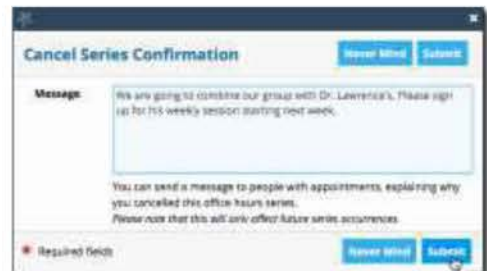 Cancel Series Confirmation
Never Mind
Submit
Message
We are going to combine our group with Dr. Lawrence's. Please sign
up for his weekly session starting next week.
You can send a message to people with appointments, explaining why
you cancelled this office hours series.
Please note that this will only affect future series occurrences.
* Required fields
Never Mind
Submit